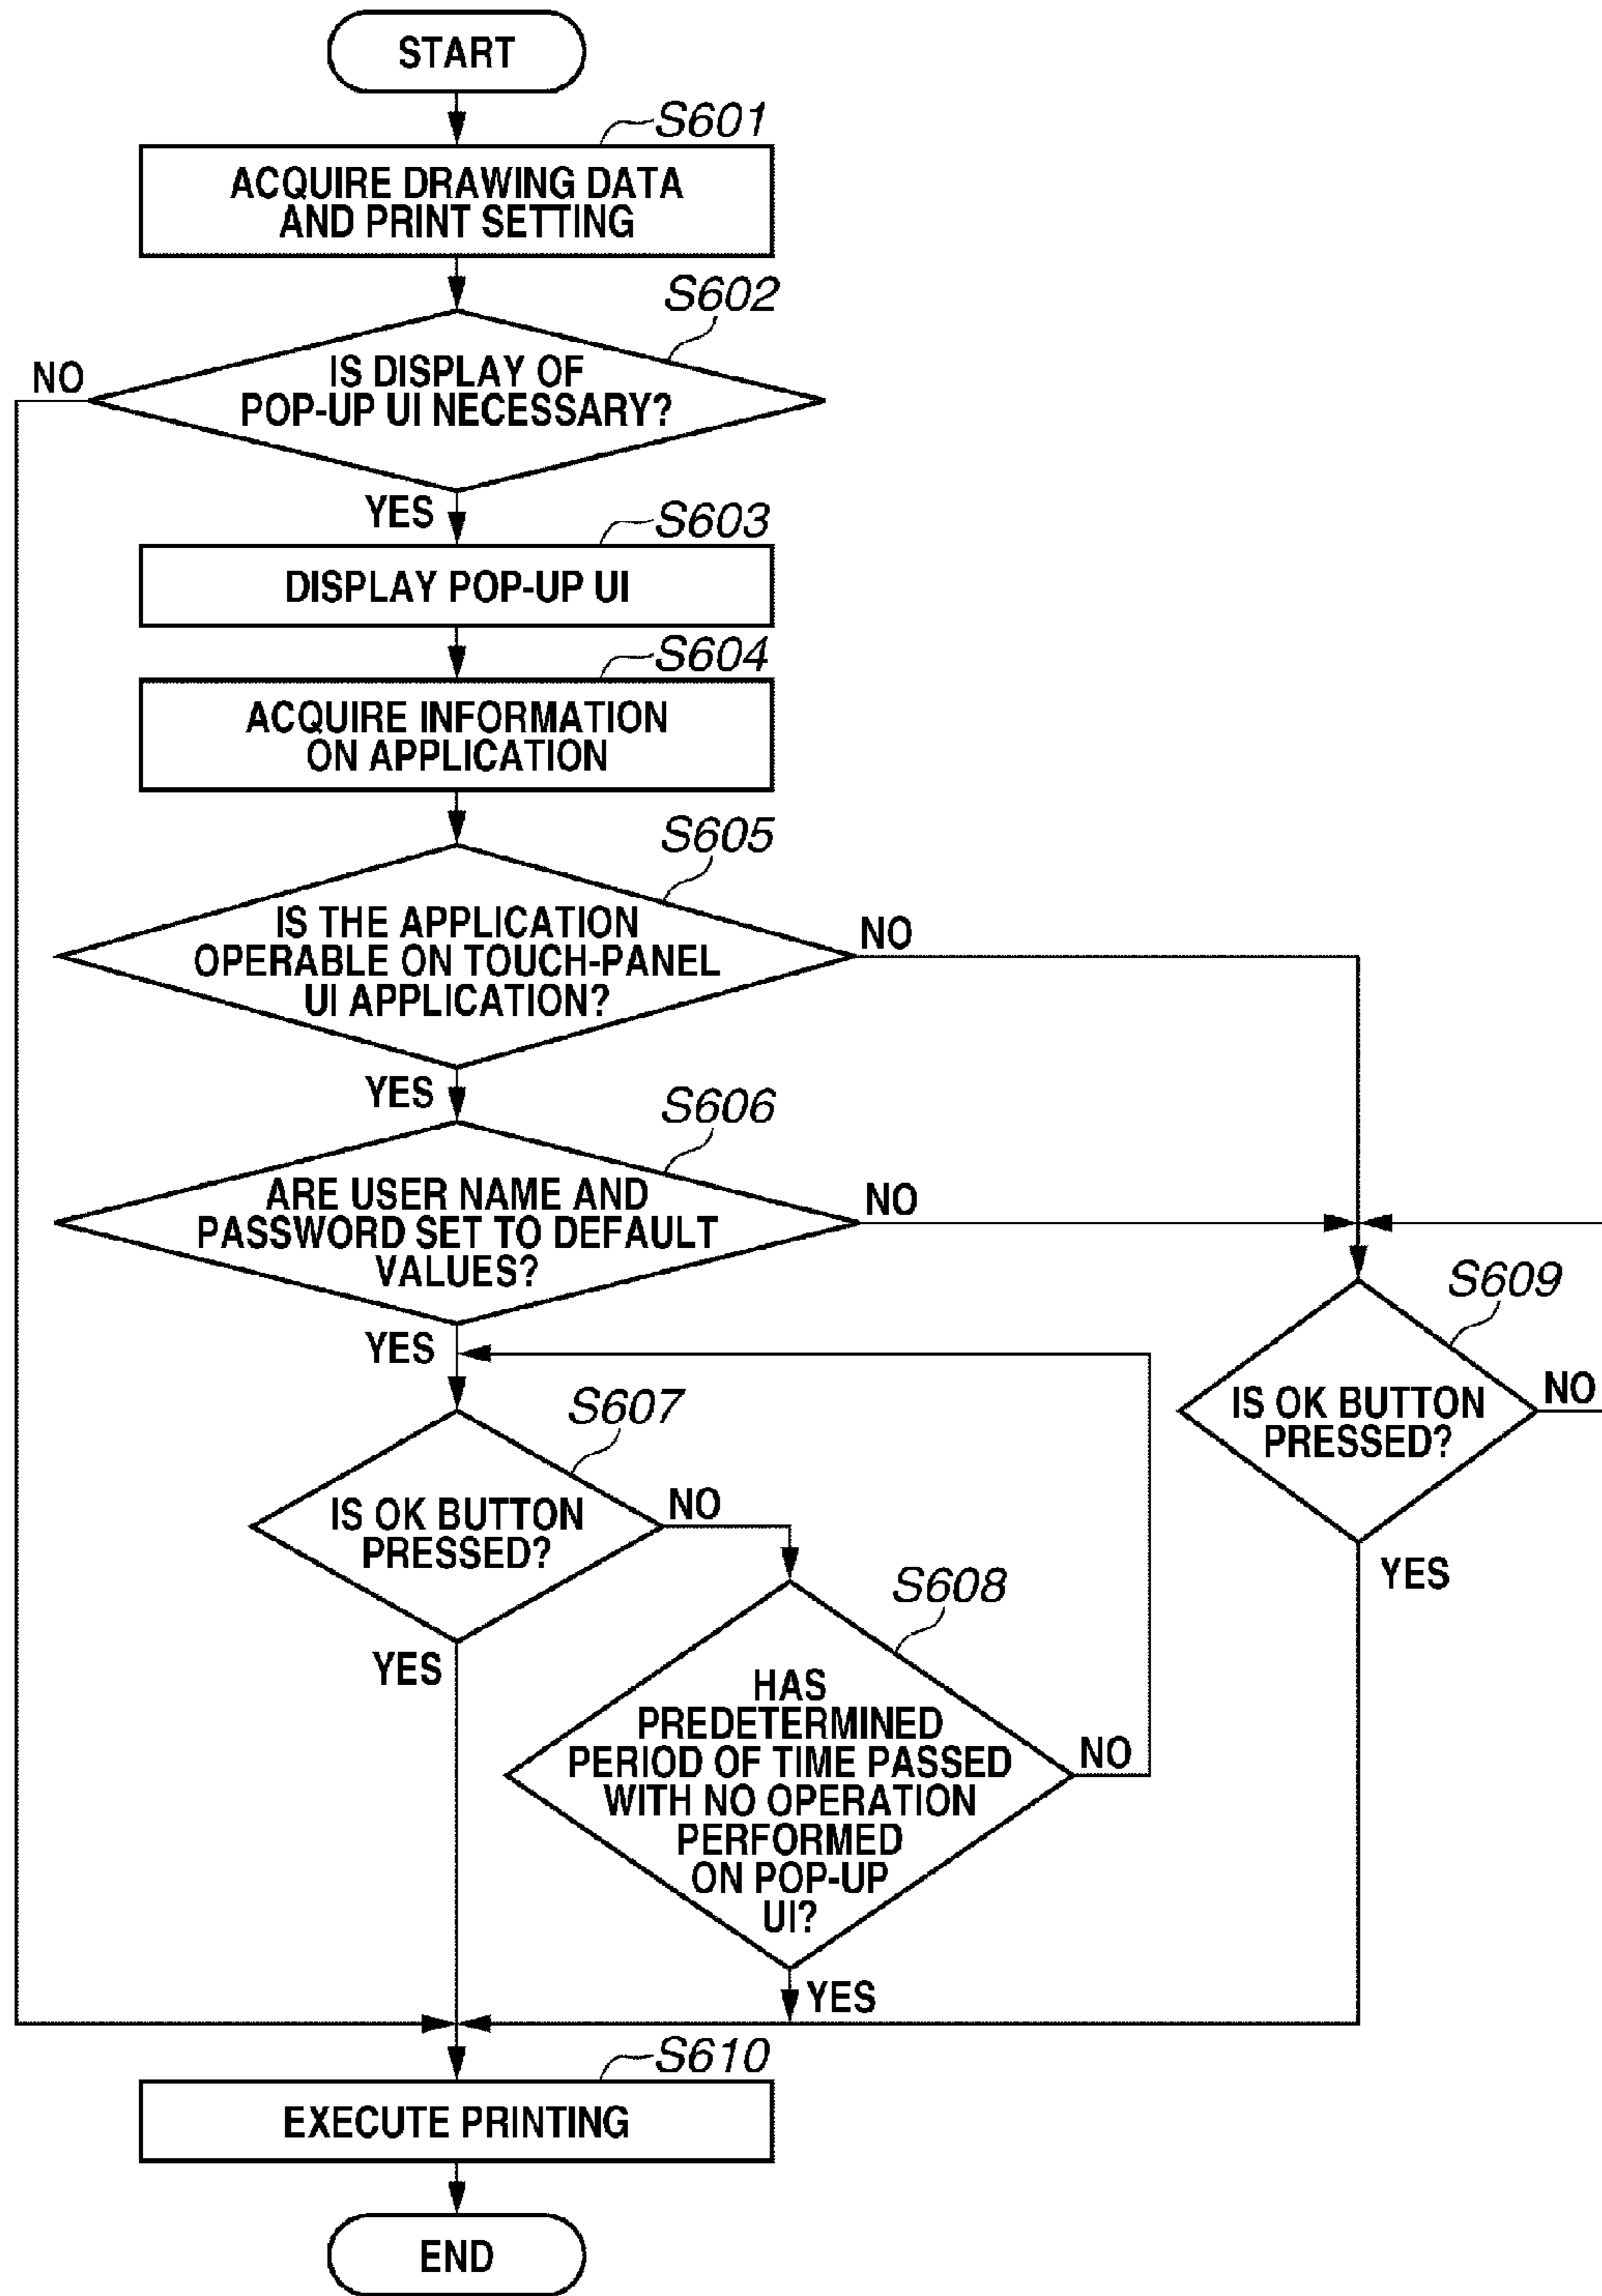 START
S601
ACQUIRE DRAWING DATA
AND PRINT SETTING
S602
IS DISPLAY OF
POP-UP UI NECESSARY?
NO
YES
S603
DISPLAY POP-UP UI
S604
ACQUIRE INFORMATION
ON APPLICATION
S605
IS THE APPLICATION
OPERABLE ON TOUCH-PANEL
UI APPLICATION?
NO
YES
S606
ARE USER NAME AND
PASSWORD SET TO DEFAULT
VALUES?
NO
YES
S609
IS OK BUTTON
PRESSED?
NO
YES
S607
IS OK BUTTON
PRESSED?
NO
YES
S608
HAS
PREDETERMINED
PERIOD OF TIME PASSED
WITH NO OPERATION
PERFORMED
ON POP-UP
UI?
NO
YES
S610
EXECUTE PRINTING
END